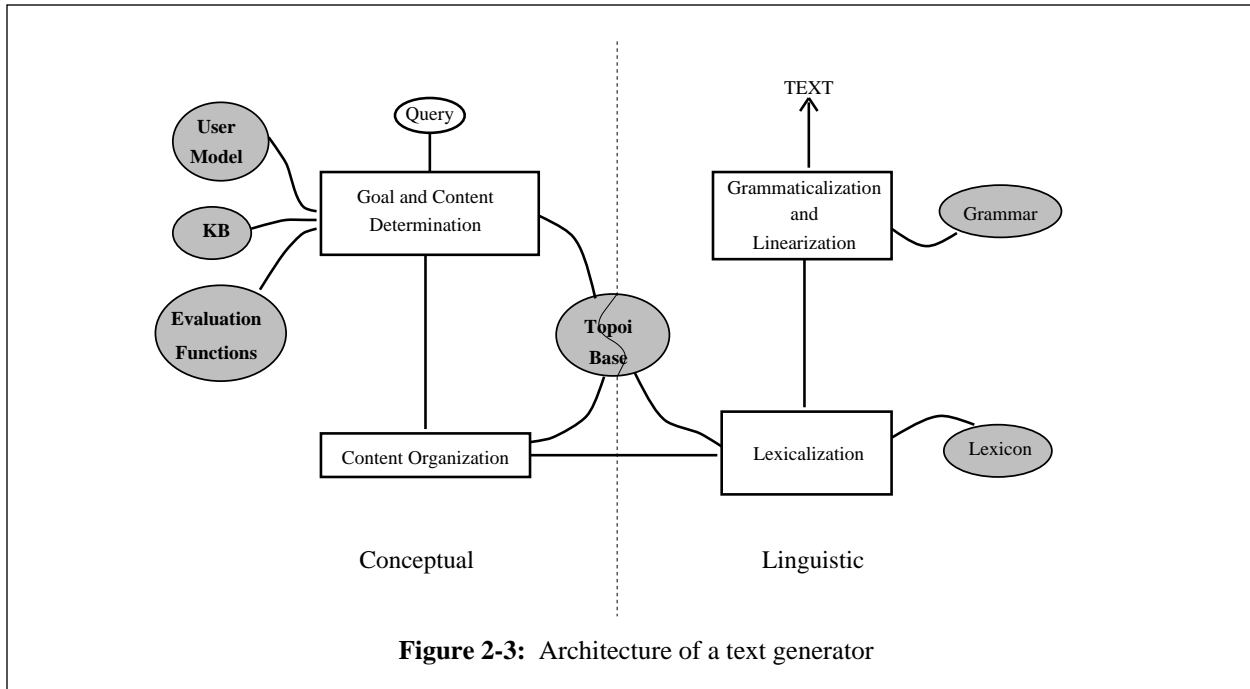 TEXT
Query
User
Model
Goal and Content
Determination
Grammaticalization
and
Linearization
Grammar
KB
Evaluation
Functions
Topoi
Base
Content Organization
Lexicalization
Lexicon
Conceptual
Linguistic
Figure 2-3: Architecture of a text generator